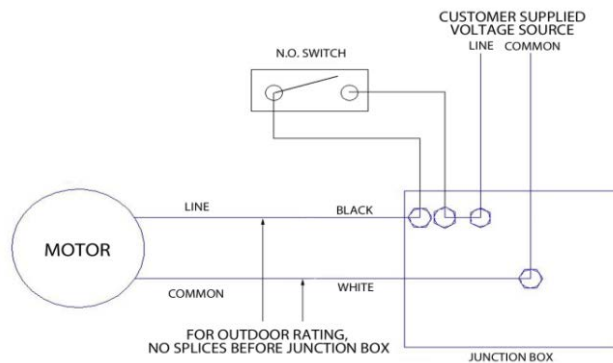 CUSTOMER SUPPLIED
VOLTAGE SOURCE
LINE COMMON
N.O. SWITCH
LINE
BLACK
MOTOR
COMMON
WHITE
FOR OUTDOOR RATING,
NO SPLICES BEFORE JUNCTION BOX
JUNCTION BOX